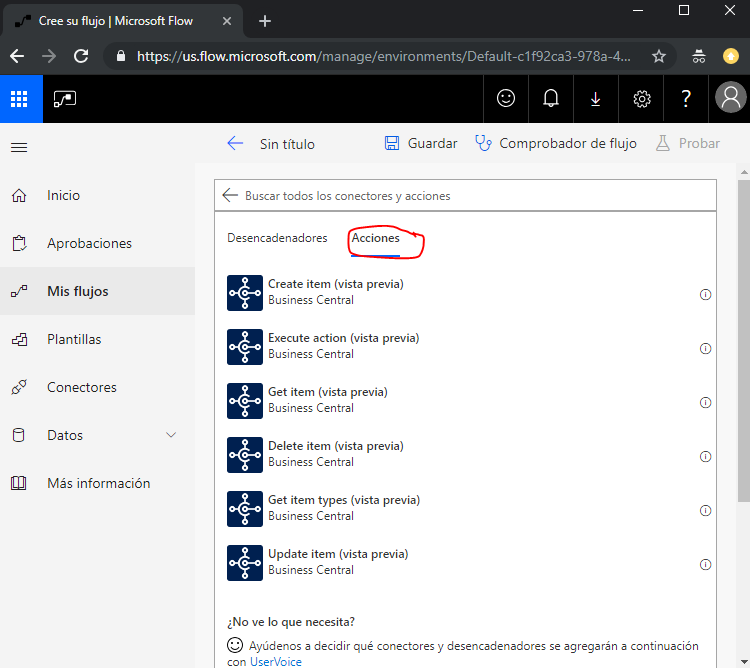 Cree su flujo | Microsoft Flow
https://us.flow.microsoft.com/manage/environments/Default-c1f92ca3-978a-4...
Sin título
Guardar
Comprobador de flujo
Probar
Inicio
Aprobaciones
Mis flujos
Plantillas
Conectores
Datos
Más información
Buscar todos los conectores y acciones
Desencadenadores
Acciones
Create item (vista previa)
Business Central
Execute action (vista previa)
Business Central
Get item (vista previa)
Business Central
Delete item (vista previa)
Business Central
Get item types (vista previa)
Business Central
Update item (vista previa)
Business Central
¿No ve lo que necesita?
Ayúdenos a decidir qué conectores y desencadenadores se agregarán a continuación
con UserVoice